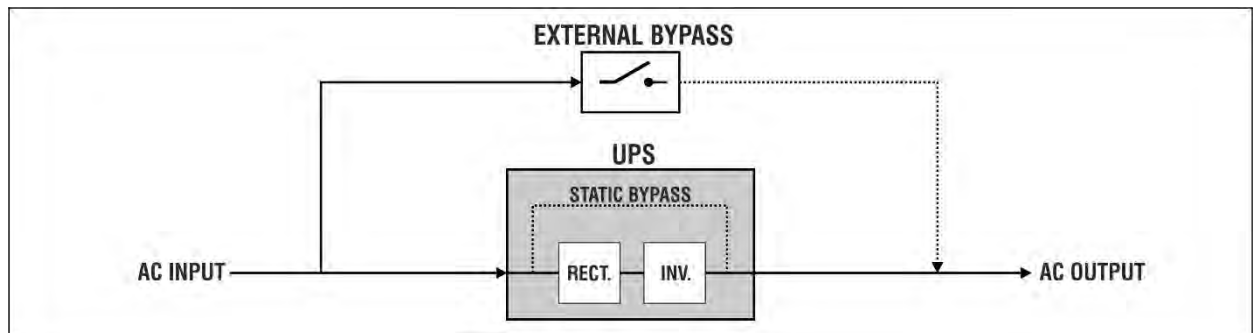 EXTERNAL BYPASS
UPS
STATIC BYPASS
AC INPUT
RECT.
INV.
AC OUTPUT